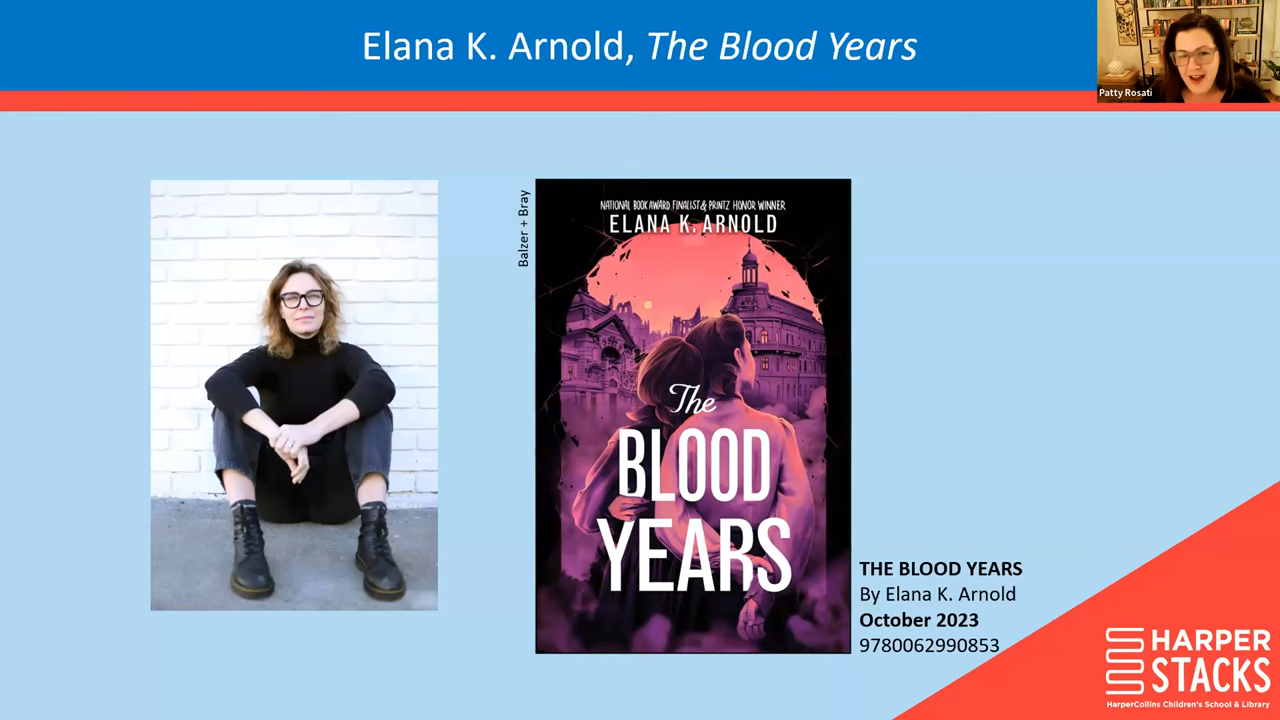 Elana K. Arnold, The Blood Years
Patty Rosati
Balzer + Bray
NATIONAL BOOK AWARD FINALIST & PRINTZ HONOR WINNER
ELANA K. ARNOLD
The
BLOOD
YEARS
THE BLOOD YEARS
By Elana K. Arnold
October 2023
9780062990853
HARPER
STACKS
HarperCollins Children's School & Library